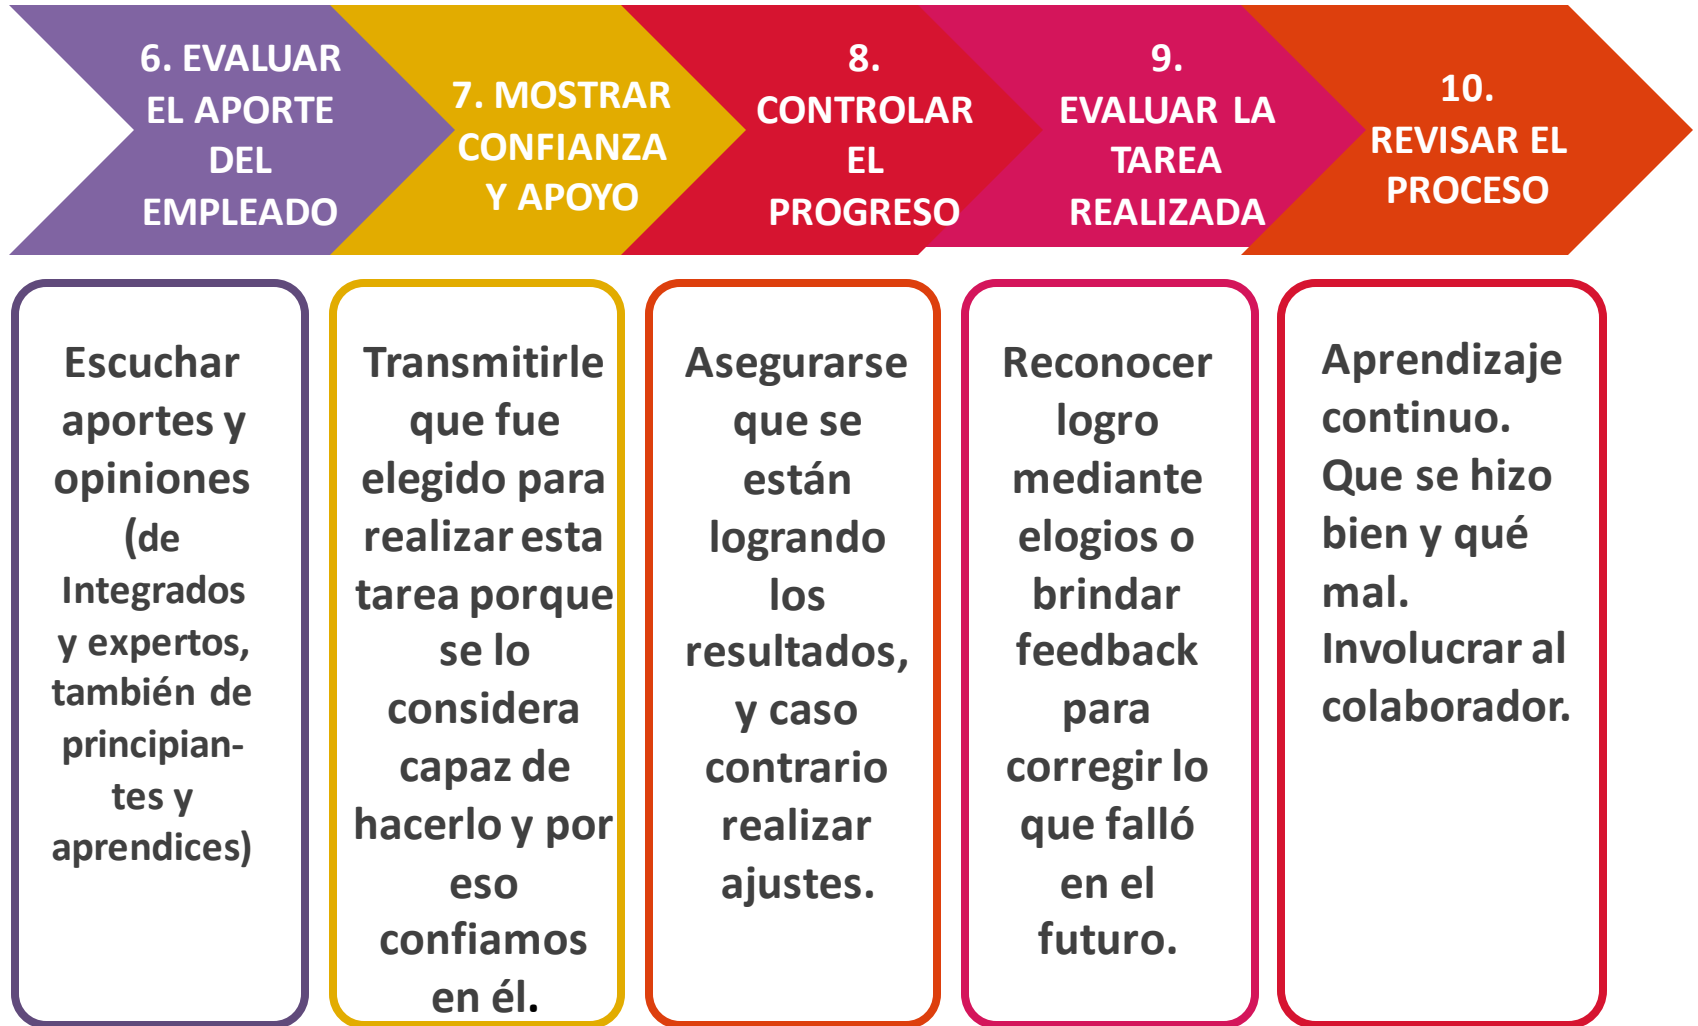 6. EVALUAR
EL APORTE
DEL
EMPLEADO
7. MOSTRAR
CONFIANZA
Y APOYO
8.
CONTROLAR
EL
PROGRESO
9.
EVALUAR LA
TAREA
REALIZADA
10.
REVISAR EL
PROCESO
Escuchar
aportes y
opiniones
(de
Integrados
y expertos,
también de
principian-
tes y
aprendices)
Transmitirle
que fue
elegido para
realizar esta
tarea porque
se lo
considera
capaz de
hacerlo y por
eso
confiamos
en él.
Asegurarse
que se
están
logrando
los
resultados,
y caso
contrario
realizar
ajustes.
Reconocer
logro
mediante
elogios o
brindar
feedback
para
corregir lo
que falló
en el
futuro.
Aprendizaje
continuo.
Que se hizo
bien y qué
mal.
Involucrar al
colaborador.